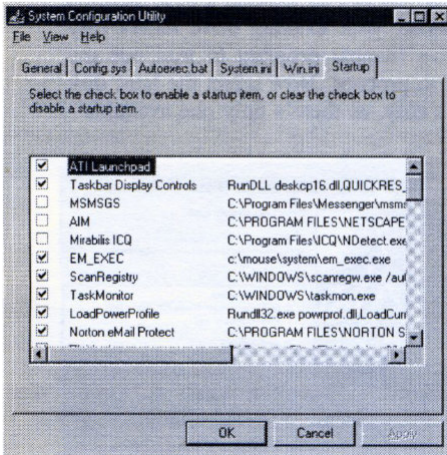 System Configuration Utility
File View Help
General Config.sys Autoexec.bat System.ini Win.ini Startup
Select the check box to enable a startup item, or clear the check box to
disable a startup item.
ATI Launchpad
Taskbar Display Controls RunDLL deskcp16.dll,QUICKRES_
MSMSGS C:\Program Files\Messenger\msms
AIM C:\PROGRAM FILES\NETSCAPE
Mirabilis ICQ C:\Program Files\ICQ\NDetect.exe
EM_EXEC c:\mouse\system\em_exec.exe
ScanRegistry C:\WINDOWS\scanregw.exe /au
TaskMonitor C:\WINDOWS\taskmon.exe
LoadPowerProfile Rundll32.exe powrprof.dll,LoadCurr
Norton eMail Protect C:\PROGRAM FILES\NORTON S
OK Cancel Apply